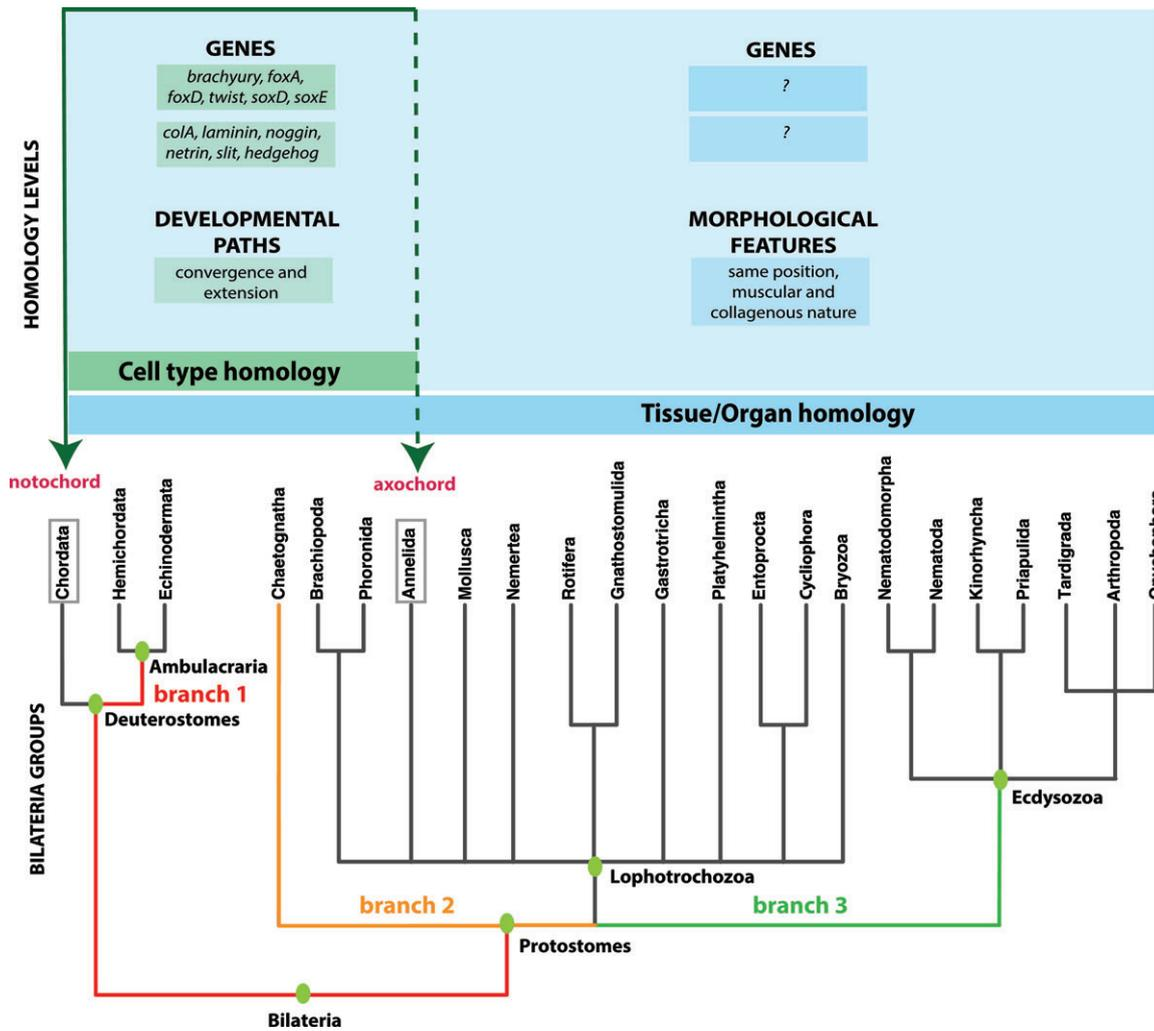 HOMOLOGY LEVELS
GENES
brachyury, foxA,
foxD, twist, soxD, soxE
colA, laminin, noggin,
netrin, slit, hedgehog
DEVELOPMENTAL
PATHS
convergence and
extension
GENES
?
?
MORPHOLOGICAL
FEATURES
same position,
muscular and
collagenous nature
Cell type homology
Tissue/Organ homology
notochord
axochord
Chordata
Hemichordata
Echinodermata
Chaetognatha
Brachiopoda
Phoronida
Annelida
Mollusca
Nemertea
Rotifera
Gnathostomulida
Gastrotricha
Platyhelmintha
Entoprocta
Cycliophora
Bryozoa
Nematodomorpha
Nematoda
Kinorhyncha
Priapulida
Tardigrada
Arthropoda
BILATERIA GROUPS
Ambulacraria
branch 1
Deuterostomes
Ecdysozoa
Lophotrochozoa
branch 2
branch 3
Protostomes
Bilateria